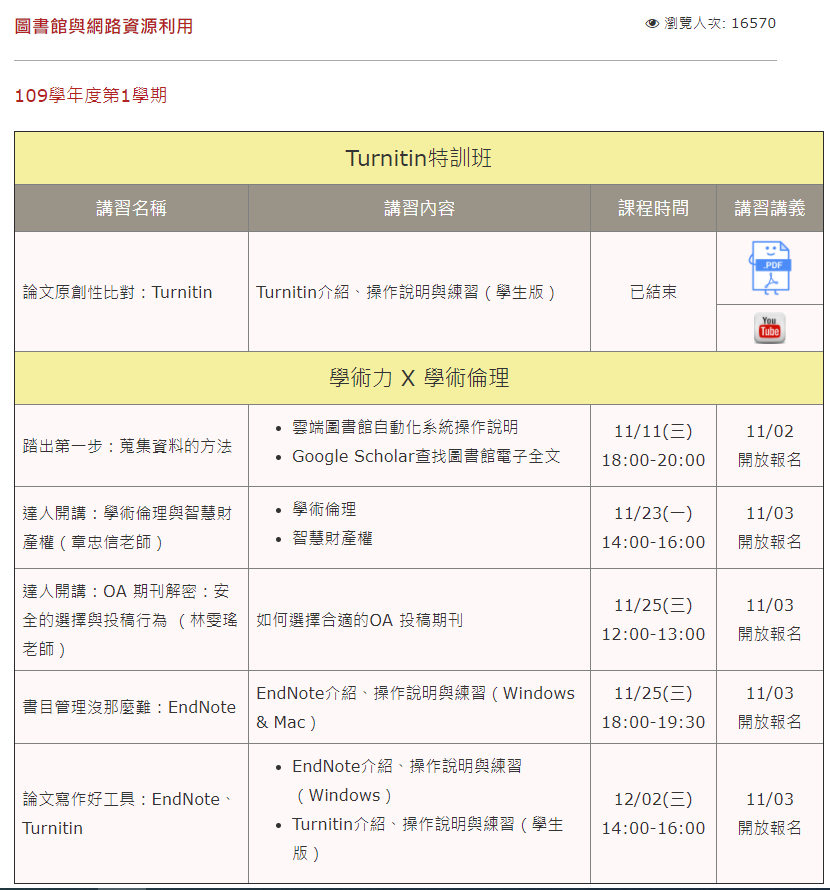 圖書館與網路資源利用
瀏覽人次: 16570
109學年度第1學期
Turnitin特訓班
講習名稱
講習內容
課程時間
講習講義
論文原創性比對：Turnitin
Turnitin介紹、操作說明與練習（學生版）
已結束
.PDF
You
Tube
學術力 X 學術倫理
踏出第一步：蒐集資料的方法
雲端圖書館自動化系統操作說明
Google Scholar查找圖書館電子全文
11/11(三)
18:00-20:00
11/02
開放報名
達人開講：學術倫理與智慧財
產權（章忠信老師）
學術倫理
智慧財產權
11/23(一)
14:00-16:00
11/03
開放報名
達人開講：OA 期刊解密：安
全的選擇與投稿行為 （林雯瑤
老師）
如何選擇合適的OA 投稿期刊
11/25(三)
12:00-13:00
11/03
開放報名
書目管理沒那麼難：EndNote
EndNote介紹、操作說明與練習（Windows
& Mac）
11/25(三)
18:00-19:30
11/03
開放報名
論文寫作好工具：EndNote、
Turnitin
EndNote介紹、操作說明與練習
（Windows）
Turnitin介紹、操作說明與練習（學生
版）
12/02(三)
14:00-16:00
11/03
開放報名